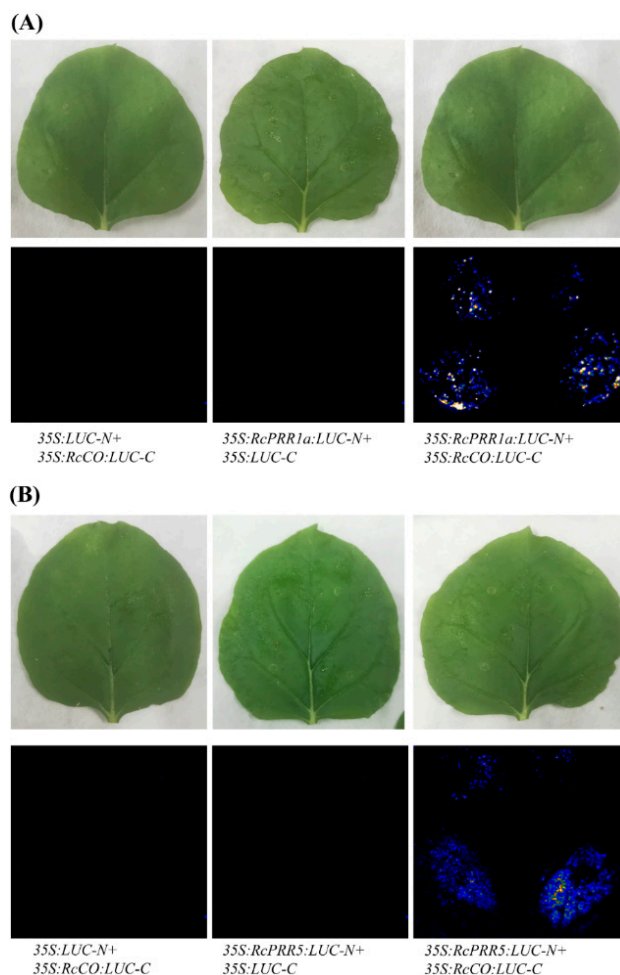 (A)
35S:LUC-N+ 35S:RcPRR1a:LUC-N+ 35S:RcPRR1a:LUC-N+
35S:RcCO:LUC-C 35S:LUC-C 35S:RcCO:LUC-C
(B)
35S:LUC-N+ 35S:RcPRR5:LUC-N+ 35S:RcPRR5:LUC-N+
35S:RcCO:LUC-C 35S:LUC-C 35S:RcCO:LUC-C